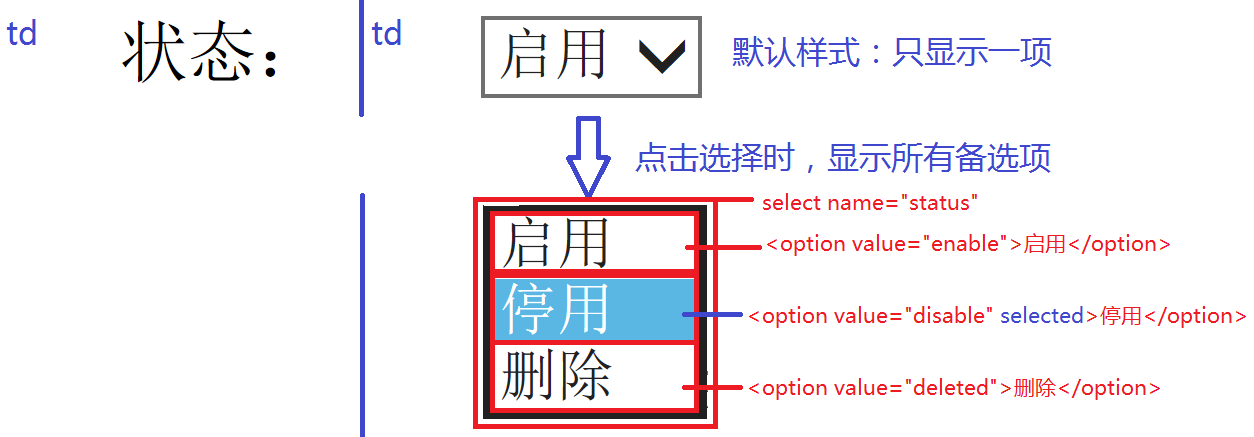 td 状态： td 启用 默认样式：只显示一项
点击选择时，显示所有备选项
select name="status"
启用 <option value="enable">启用</option>
停用 <option value="disable" selected>停用</option>
删除 <option value="deleted">删除</option>